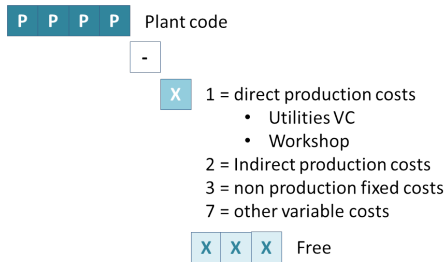 P P P P Plant code
-
X 1 = direct production costs
• Utilities VC
• Workshop
2 = Indirect production costs
3 = non production fixed costs
7 = other variable costs
X X X Free